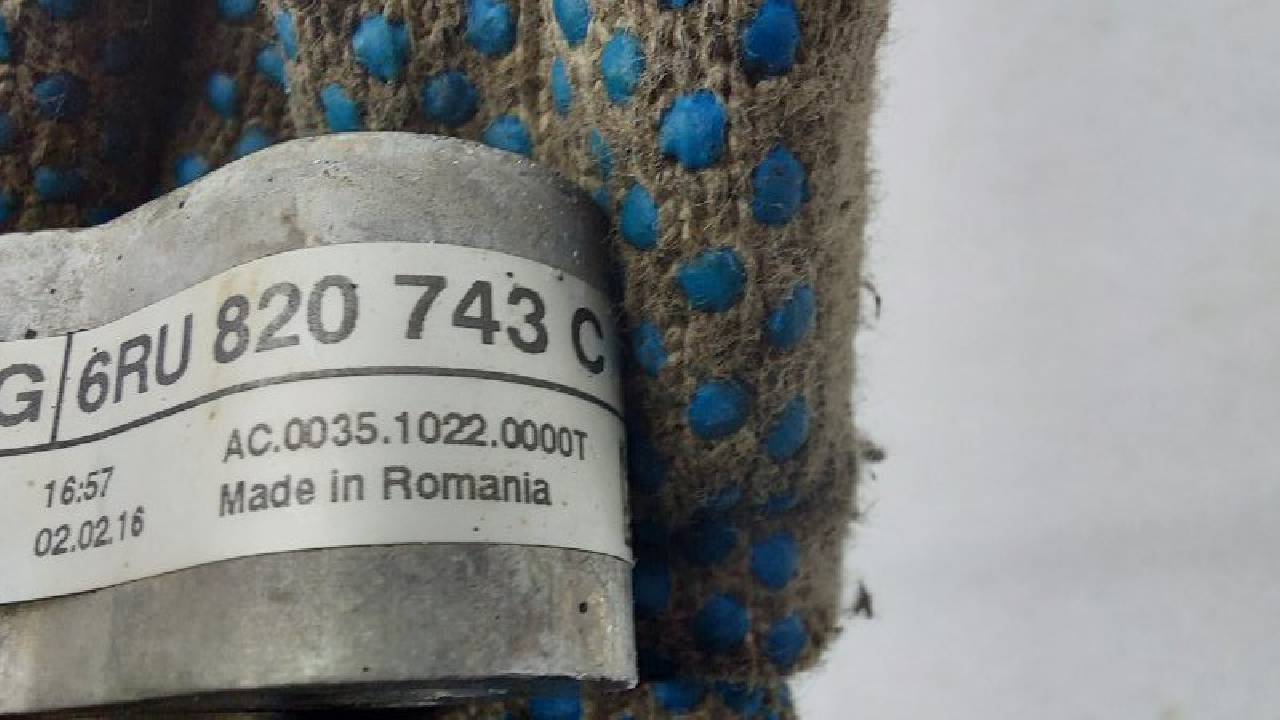 G 6RU 820 743 C
AC.0035.1022.0000T
16:57
Made in Romania
02.02.16